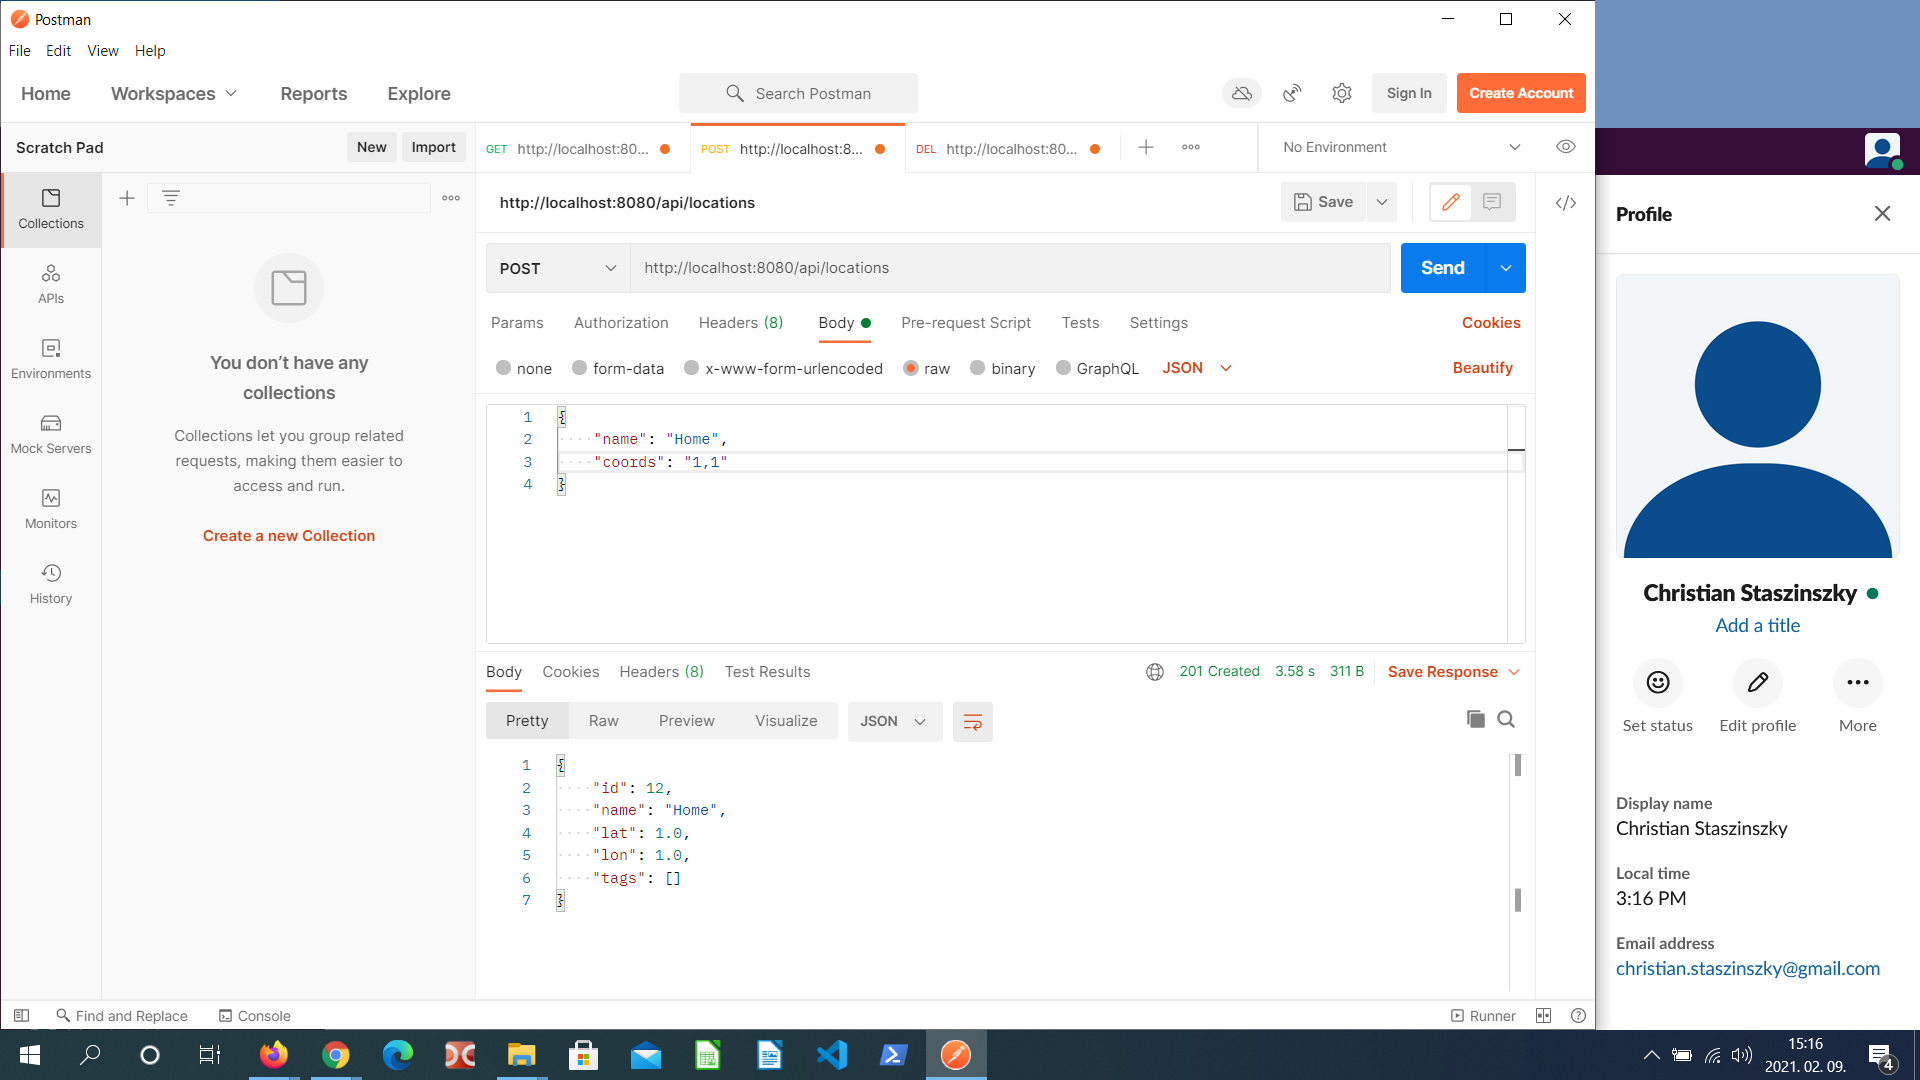 Postman
File Edit View Help
Home Workspaces Reports Explore Search Postman Sign In Create Account
Scratch Pad New Import
GET http://localhost:80... POST http://localhost:8... DEL http://localhost:80... No Environment
Collections
APIs
Environments
Mock Servers
Monitors
History
You don’t have any
collections
Collections let you group related
requests, making them easier to
access and run.
Create a new Collection
http://localhost:8080/api/locations
Save
POST http://localhost:8080/api/locations Send
Params Authorization Headers (8) Body Pre-request Script Tests Settings Cookies
none form-data x-www-form-urlencoded raw binary GraphQL JSON Beautify
1 {
2 "name": "Home",
3 "coords": "1,1"
4 }
Body Cookies Headers (8) Test Results 201 Created 3.58 s 311 B Save Response
Pretty Raw Preview Visualize JSON
1 {
2 "id": 12,
3 "name": "Home",
4 "lat": 1.0,
5 "lon": 1.0,
6 "tags": []
7 }
Find and Replace Console Runner
Profile
Christian Staszinszky
Add a title
Set status Edit profile More
Display name
Christian Staszinszky
Local time
3:16 PM
Email address
christian.staszinszky@gmail.com
15:16
2021. 02. 09.
4